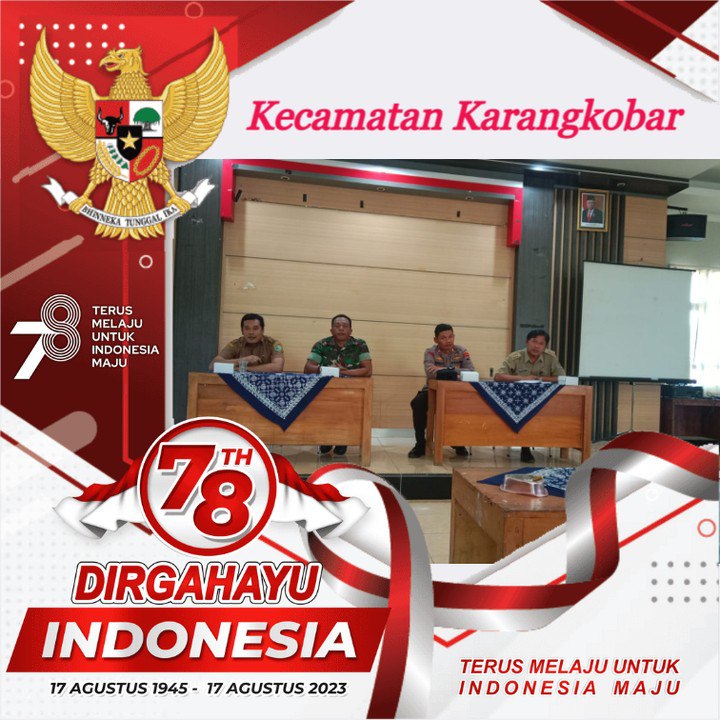 Kecamatan Karangkobar
BHINNEKA TUNGGAL IKA
78
TERUS
MELAJU
UNTUK
INDONESIA
MAJU
78TH
DIRGAHAYU
INDONESIA
17 AGUSTUS 1945 - 17 AGUSTUS 2023
TERUS MELAJU UNTUK
INDONESIA MAJU